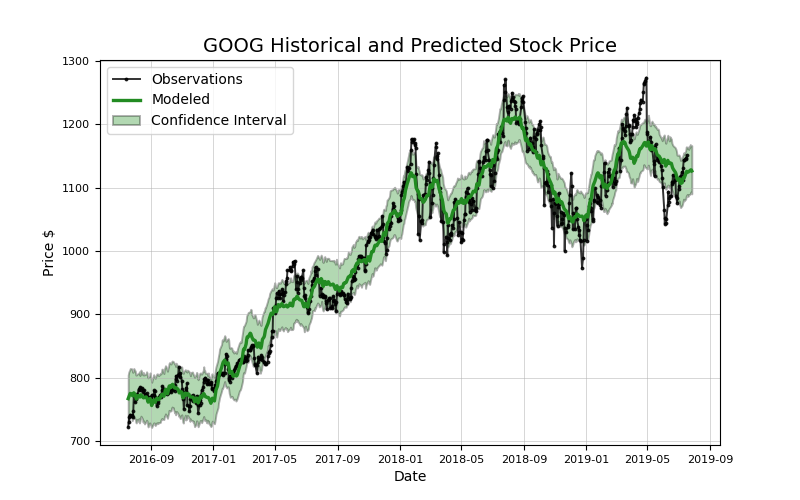 GOOG Historical and Predicted Stock Price
Observations
Modeled
Confidence Interval
1300
1200
1100
1000
900
800
700
Price $
2016-09 2017-01 2017-05 2017-09 2018-01 2018-05 2018-09 2019-01 2019-05 2019-09
Date